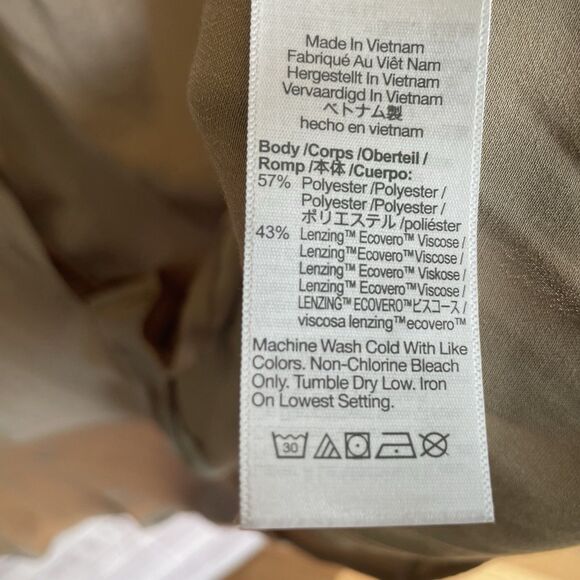 Made In Vietnam
Fabriqué Au Viêt Nam
Hergestellt In Vietnam
Vervaardigd In Vietnam
ベトナム製
hecho en vietnam
Body /Corps /Oberteil /
Romp /本体 /Cuerpo:
57% Polyester /Polyester /
Polyester /Polyester /
ポリエステル /poliéster
43% Lenzing™ Ecovero™ Viscose /
Lenzing™ Ecovero™ Viscose /
Lenzing™ Ecovero™ Viskose /
Lenzing™ Ecovero™ Viscose /
LENZING™ ECOVERO™ビスコース /
viscosa lenzing™ecovero™
Machine Wash Cold With Like
Colors. Non-Chlorine Bleach
Only. Tumble Dry Low. Iron
On Lowest Setting.
30